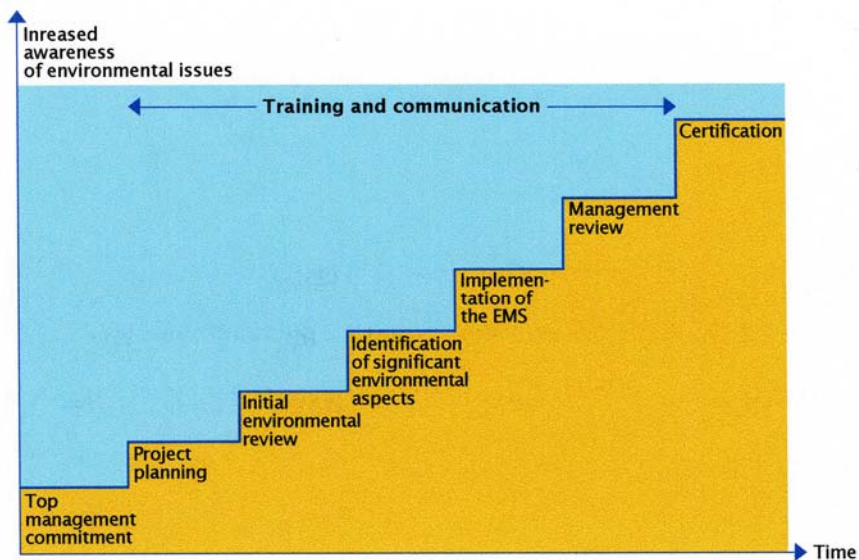 Inreased
awareness
of environmental issues
Training and communication
Certification
Management
review
Implemen-
tation of
the EMS
Identification
of significant
environmental
aspects
Initial
environmental
review
Project
planning
Top
management
commitment
Time